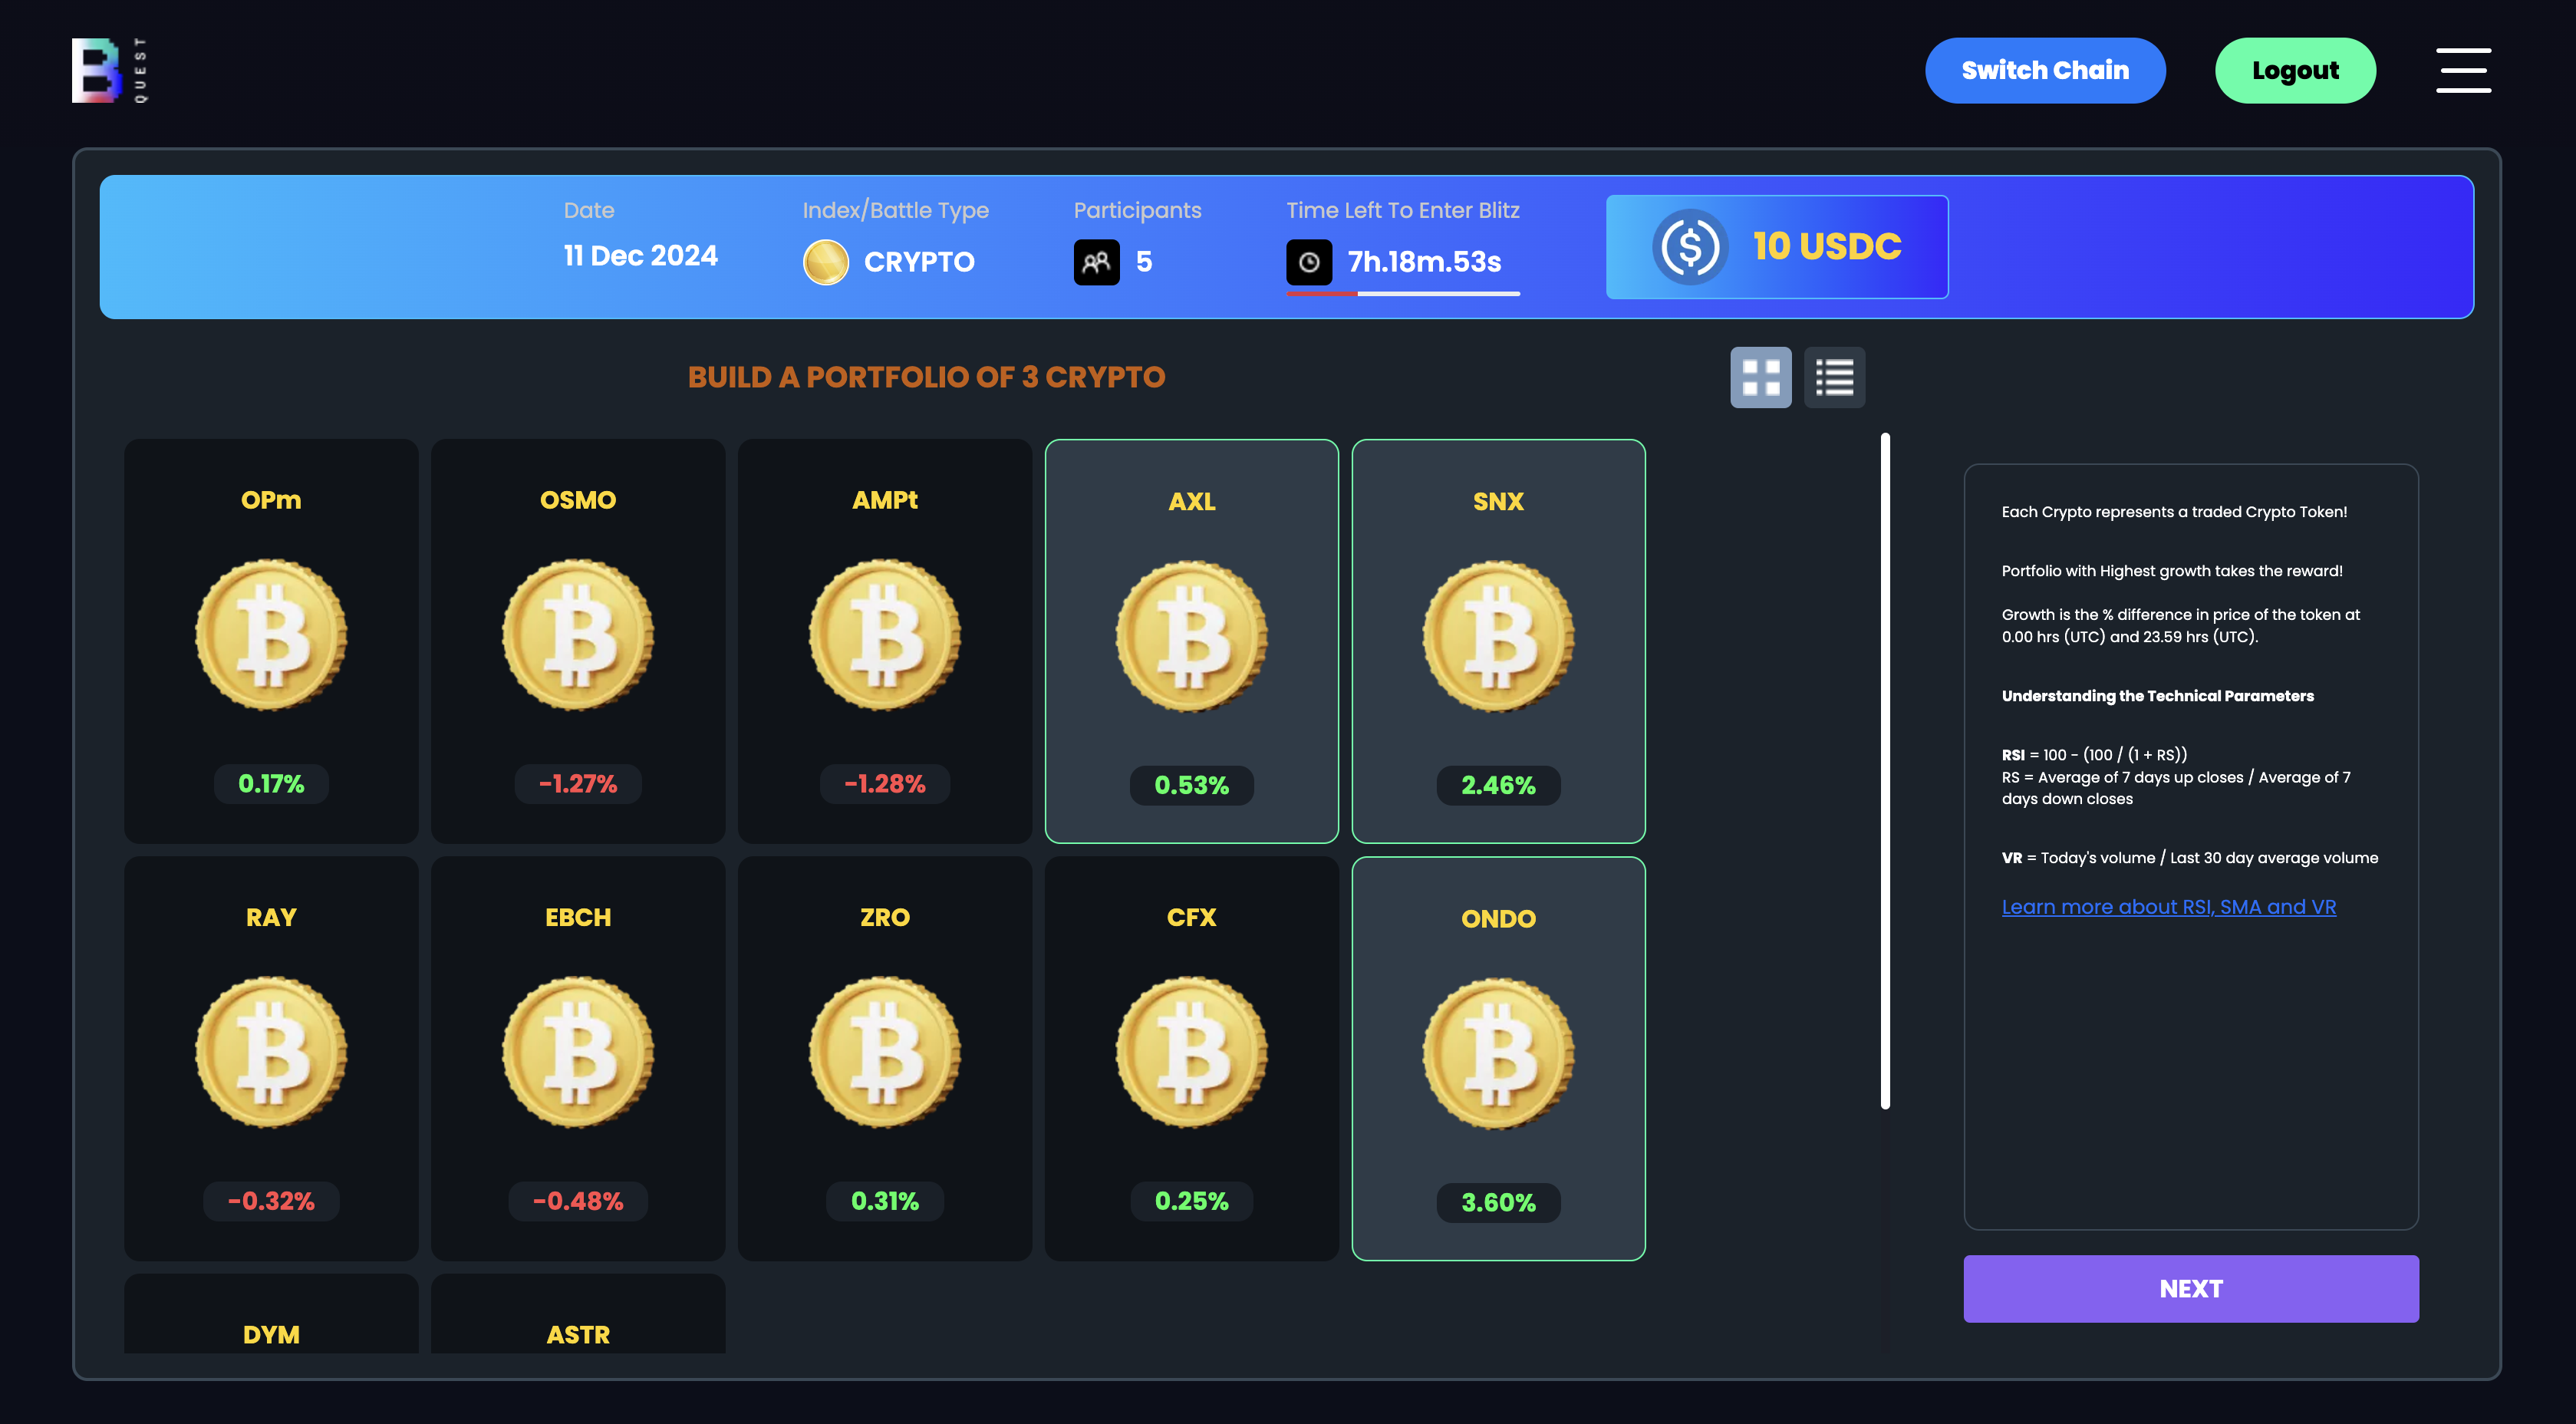 QUEST
Switch Chain
Logout
Date
11 Dec 2024
Index/Battle Type
CRYPTO
Participants
5
Time Left To Enter Blitz
7h.18m.53s
10 USDC
BUILD A PORTFOLIO OF 3 CRYPTO
OPm
OSMO
AMPt
AXL
SNX
0.17%
-1.27%
-1.28%
0.53%
2.46%
RAY
EBCH
ZRO
CFX
ONDO
-0.32%
-0.48%
0.31%
0.25%
3.60%
DYM
ASTR
Each Crypto represents a traded Crypto Token!
Portfolio with Highest growth takes the reward!
Growth is the % difference in price of the token at
0.00 hrs (UTC) and 23.59 hrs (UTC).
Understanding the Technical Parameters
RSI = 100 - (100 / (1 + RS))
RS = Average of 7 days up closes / Average of 7
days down closes
VR = Today's volume / Last 30 day average volume
Learn more about RSI, SMA and VR
NEXT